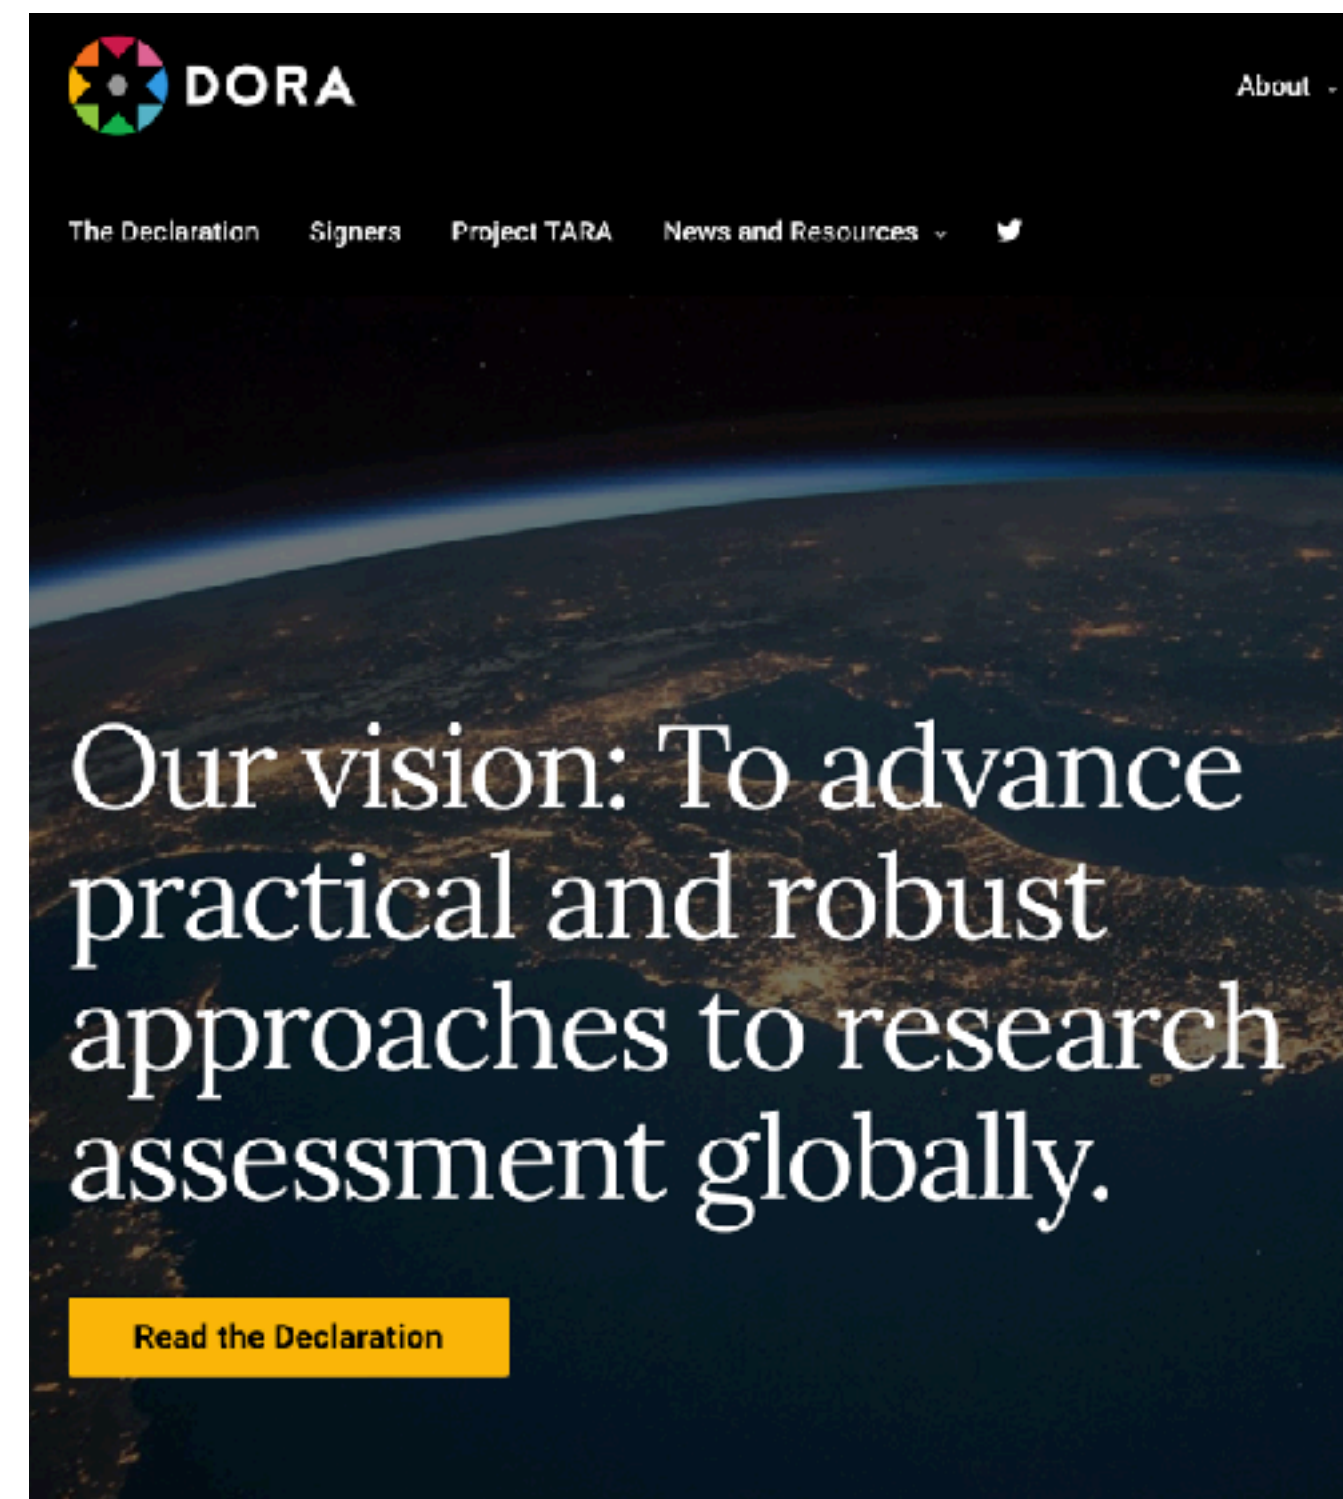 DORA
About
The Declaration Signers Project TARA News and Resources
Our vision: To advance
practical and robust
approaches to research
assessment globally.
Read the Declaration